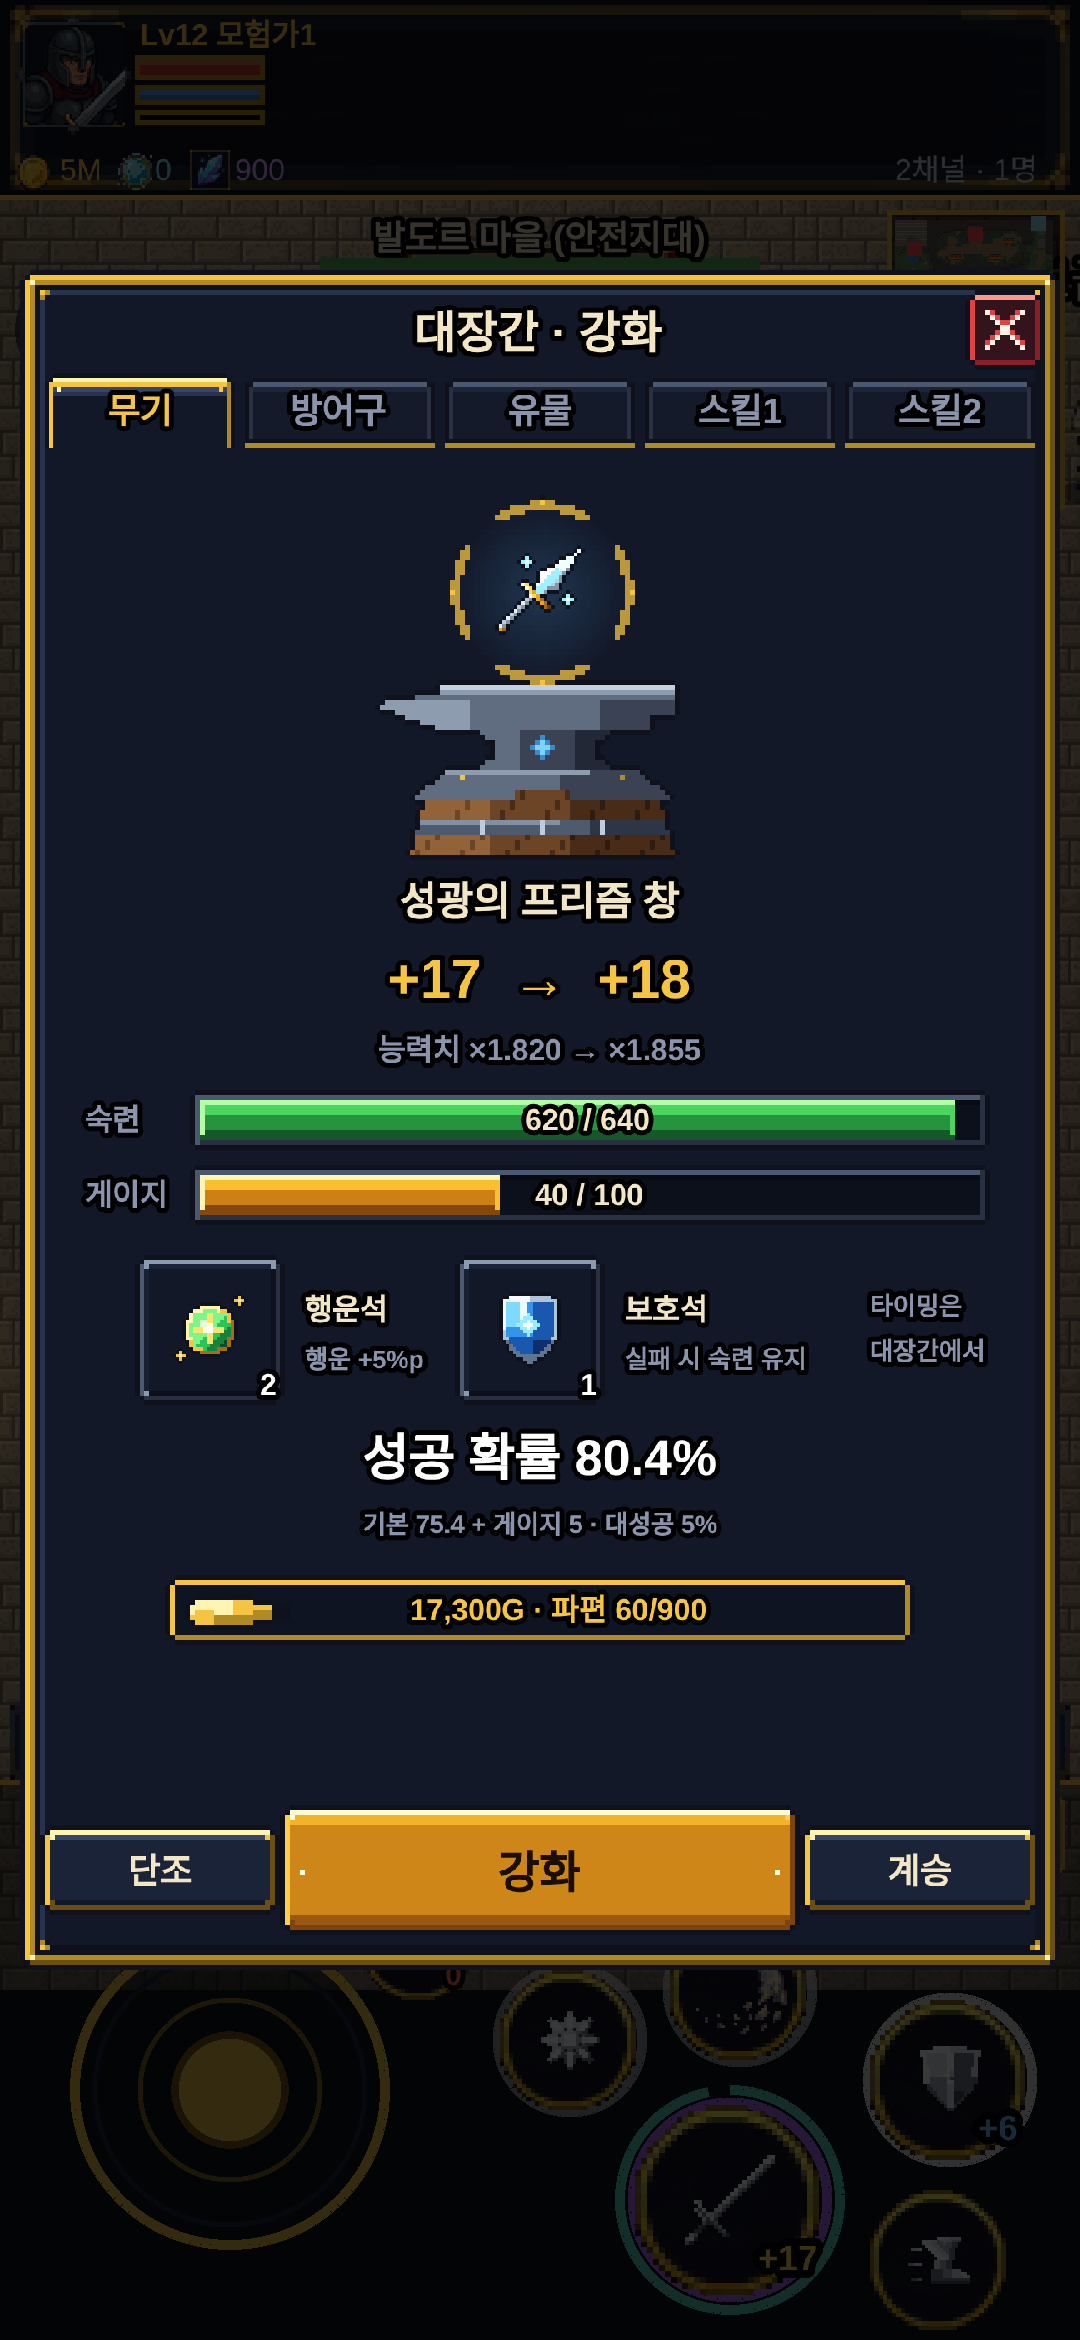 Lv12 모험가1
5M 0 900
2채널 · 1명
발도르 마을 (안전지대)
대장간 · 강화
무기 방어구 유물 스킬1 스킬2
성광의 프리즘 창
+17 → +18
능력치 ×1.820 → ×1.855
숙련 620 / 640
게이지 40 / 100
행운석
행운 +5%p
2
보호석
실패 시 숙련 유지
1
타이밍은
대장간에서
성공 확률 80.4%
기본 75.4 + 게이지 5 · 대성공 5%
17,300G · 파편 60/900
단조 강화 계승
0
+6
+17